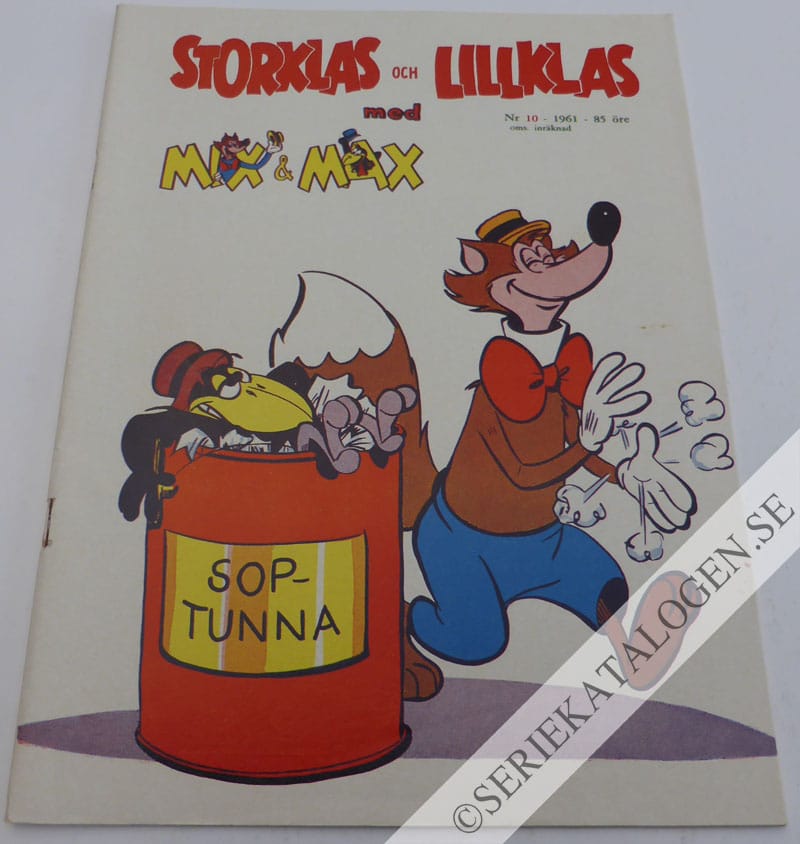 STORKLAS OCH LILLKLAS
med
Nr 10 - 1961 - 85 öre
oms. inräknad
MIX & MAX
SOP-
TUNNA
©SERIEKATALOGEN.SE